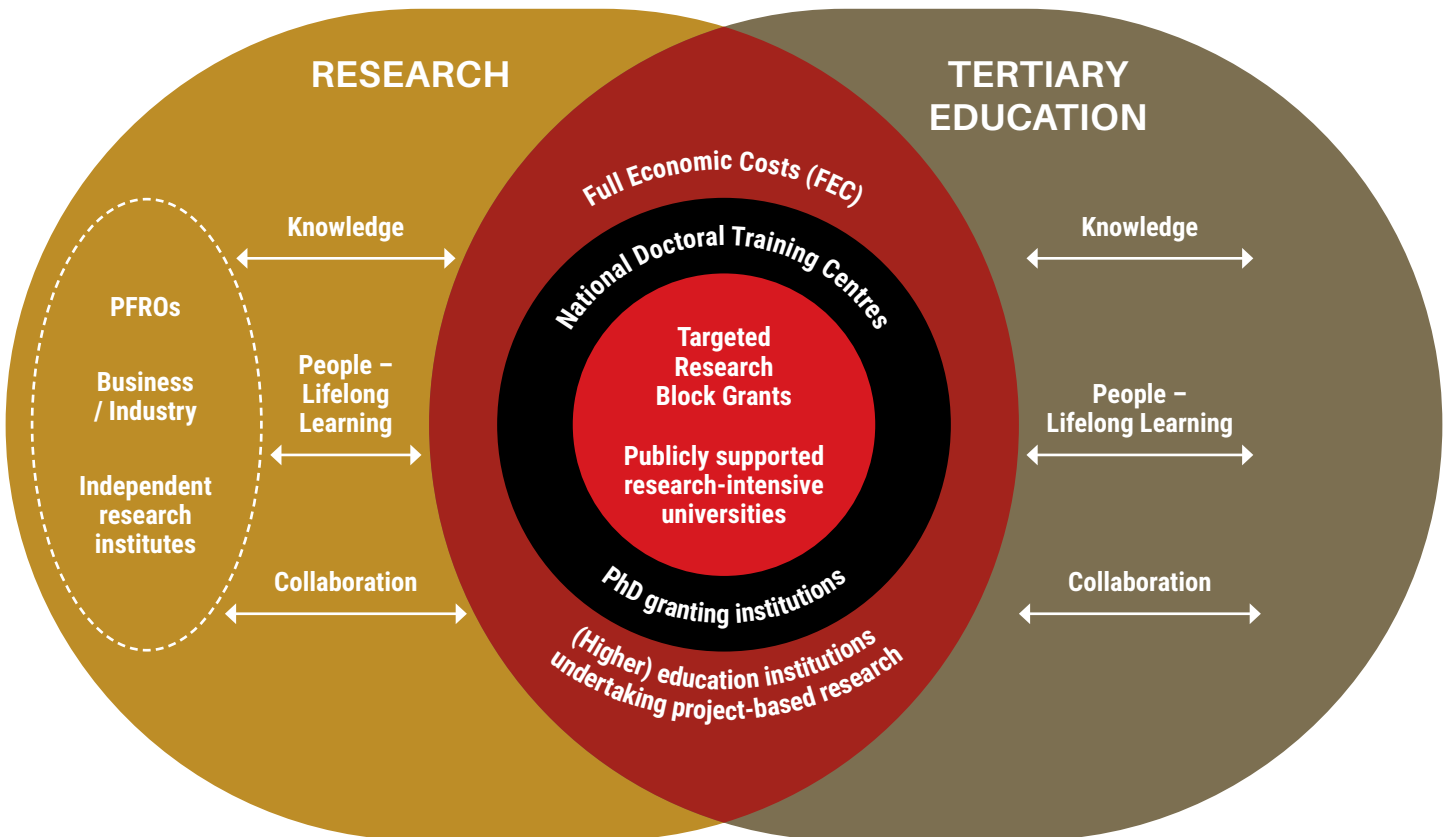 RESEARCH
TERTIARY
EDUCATION
Full Economic Costs (FEC)
National Doctoral Training Centres
Targeted
Research
Block Grants
Publicly supported
research-intensive
universities
PhD granting institutions
(Higher) education institutions
undertaking project-based research
PFROs
Business
/ Industry
Independent
research
institutes
Knowledge
People –
Lifelong
Learning
Collaboration
Knowledge
People –
Lifelong Learning
Collaboration